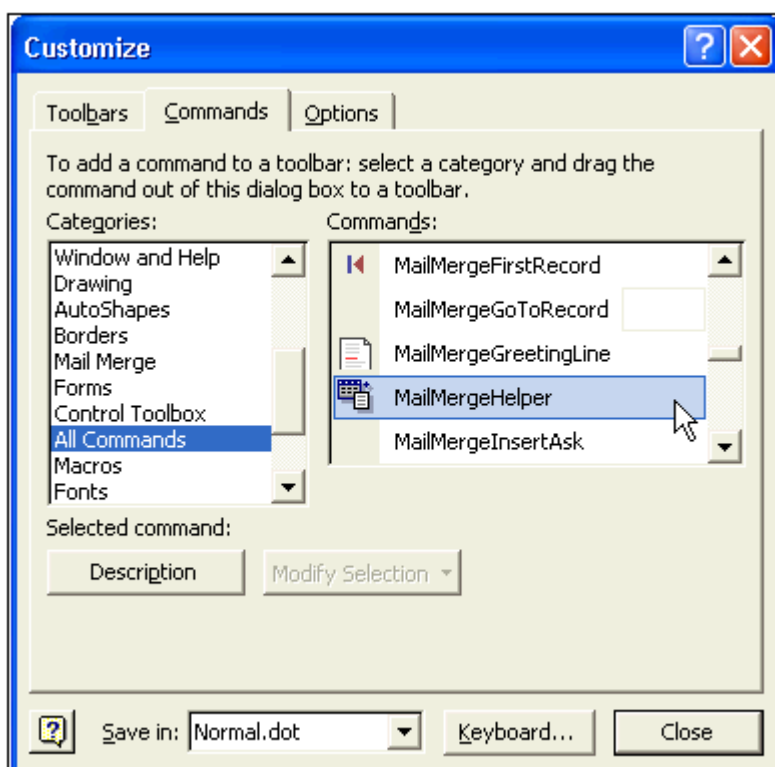 Customize
Toolbars
Commands
Options
To add a command to a toolbar: select a category and drag the
command out of this dialog box to a toolbar.
Categories:
Commands:
Window and Help
Drawing
AutoShapes
Borders
Mail Merge
Forms
Control Toolbox
All Commands
Macros
Fonts
MailMergeFirstRecord
MailMergeGoToRecord
MailMergeGreetingLine
MailMergeHelper
MailMergeInsertAsk
Selected command:
Description
Modify Selection
Save in:
Normal.dot
Keyboard...
Close